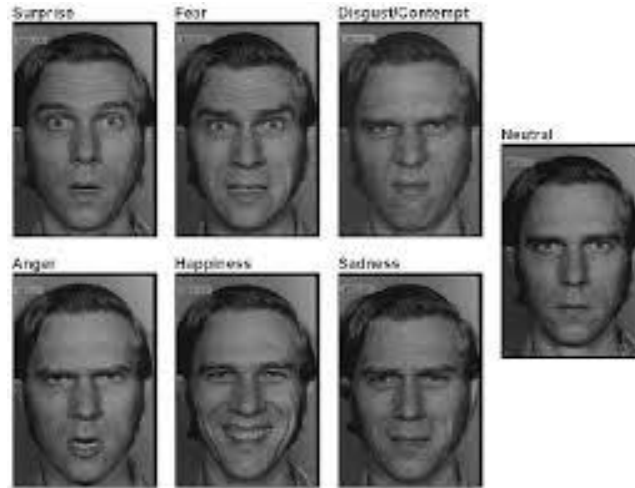 Surprise
Fear
Disgust/Contempt
Neutral
Anger
Happiness
Sadness